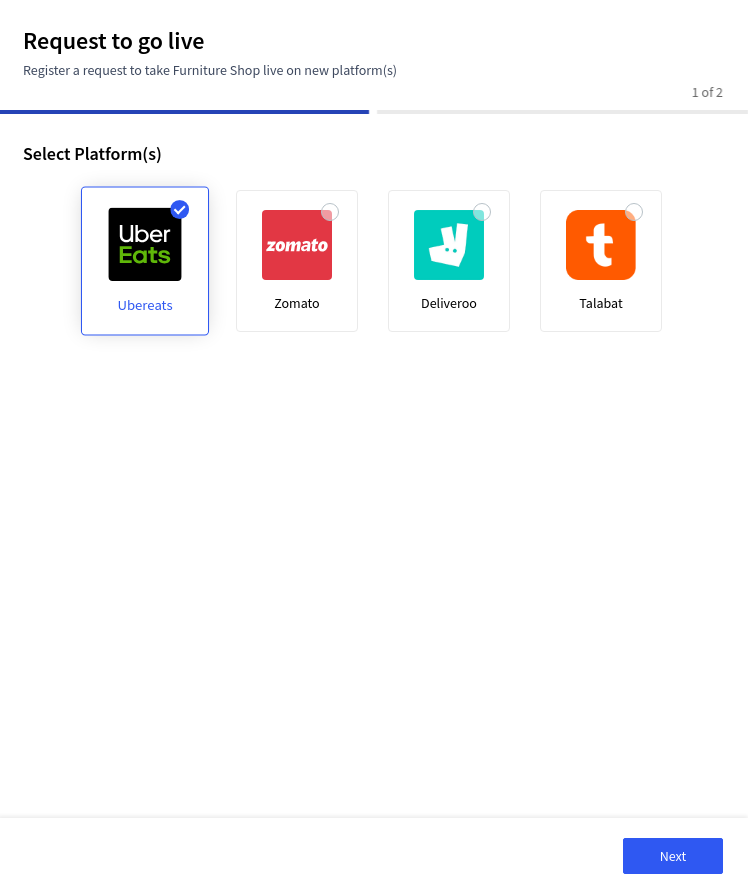 Request to go live
Register a request to take Furniture Shop live on new platform(s)
1 of 2
Select Platform(s)
Uber
Eats
zomato
t
Ubereats
Zomato
Deliveroo
Talabat
Next